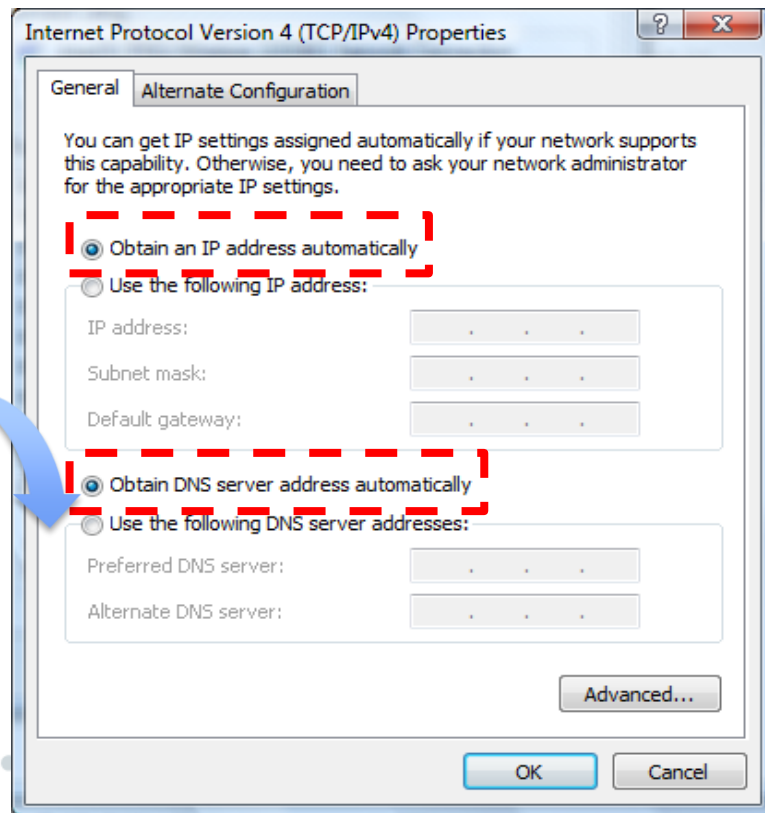 Internet Protocol Version 4 (TCP/IPv4) Properties
?
General Alternate Configuration
You can get IP settings assigned automatically if your network supports
this capability. Otherwise, you need to ask your network administrator
for the appropriate IP settings.
Obtain an IP address automatically
Use the following IP address:
IP address: . . .
Subnet mask: . . .
Default gateway: . . .
Obtain DNS server address automatically
Use the following DNS server addresses:
Preferred DNS server: . . .
Alternate DNS server: . . .
Advanced...
OK Cancel